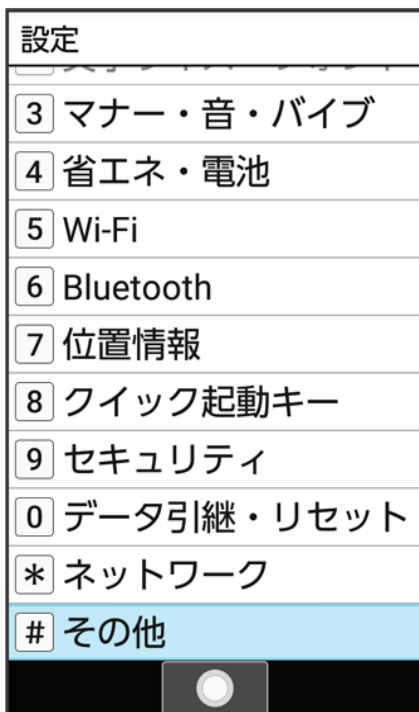 設定
3 マナー・音・バイブ
4 省エネ・電池
5 Wi-Fi
6 Bluetooth
7 位置情報
8 クイック起動キー
9 セキュリティ
0 データ引継・リセット
* ネットワーク
# その他